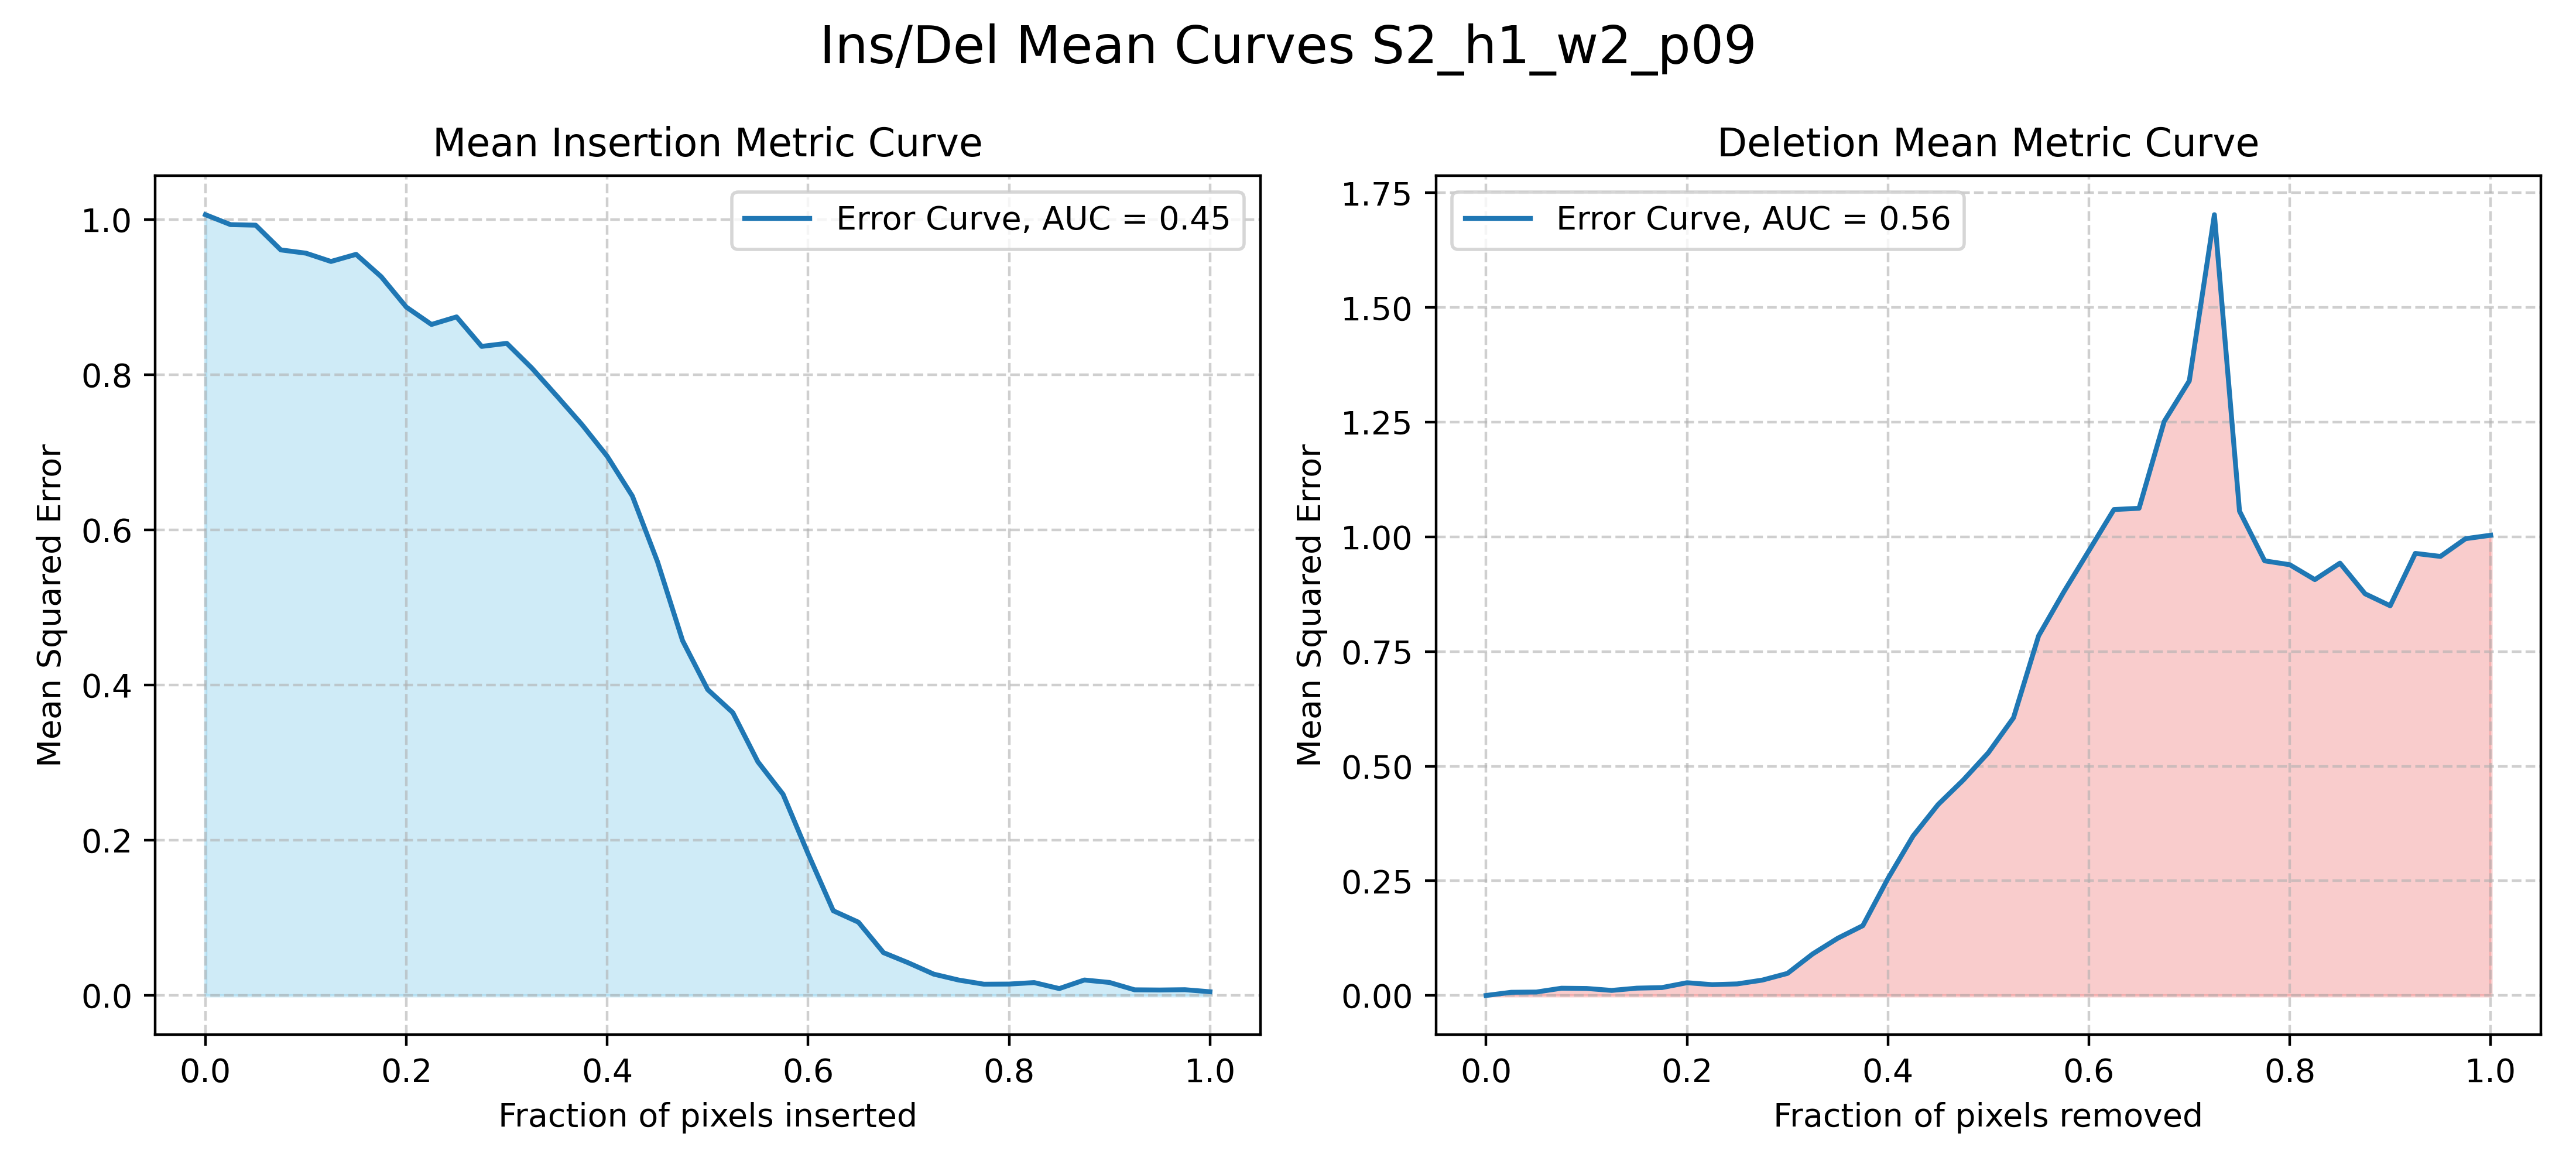 Ins/Del Mean Curves S2_h1_w2_p09
Mean Insertion Metric Curve
Error Curve, AUC = 0.45
Mean Squared Error
1.0
0.8
0.6
0.4
0.2
0.0
0.0 0.2 0.4 0.6 0.8 1.0
Fraction of pixels inserted
Deletion Mean Metric Curve
Error Curve, AUC = 0.56
Mean Squared Error
1.75
1.50
1.25
1.00
0.75
0.50
0.25
0.00
0.0 0.2 0.4 0.6 0.8 1.0
Fraction of pixels removed